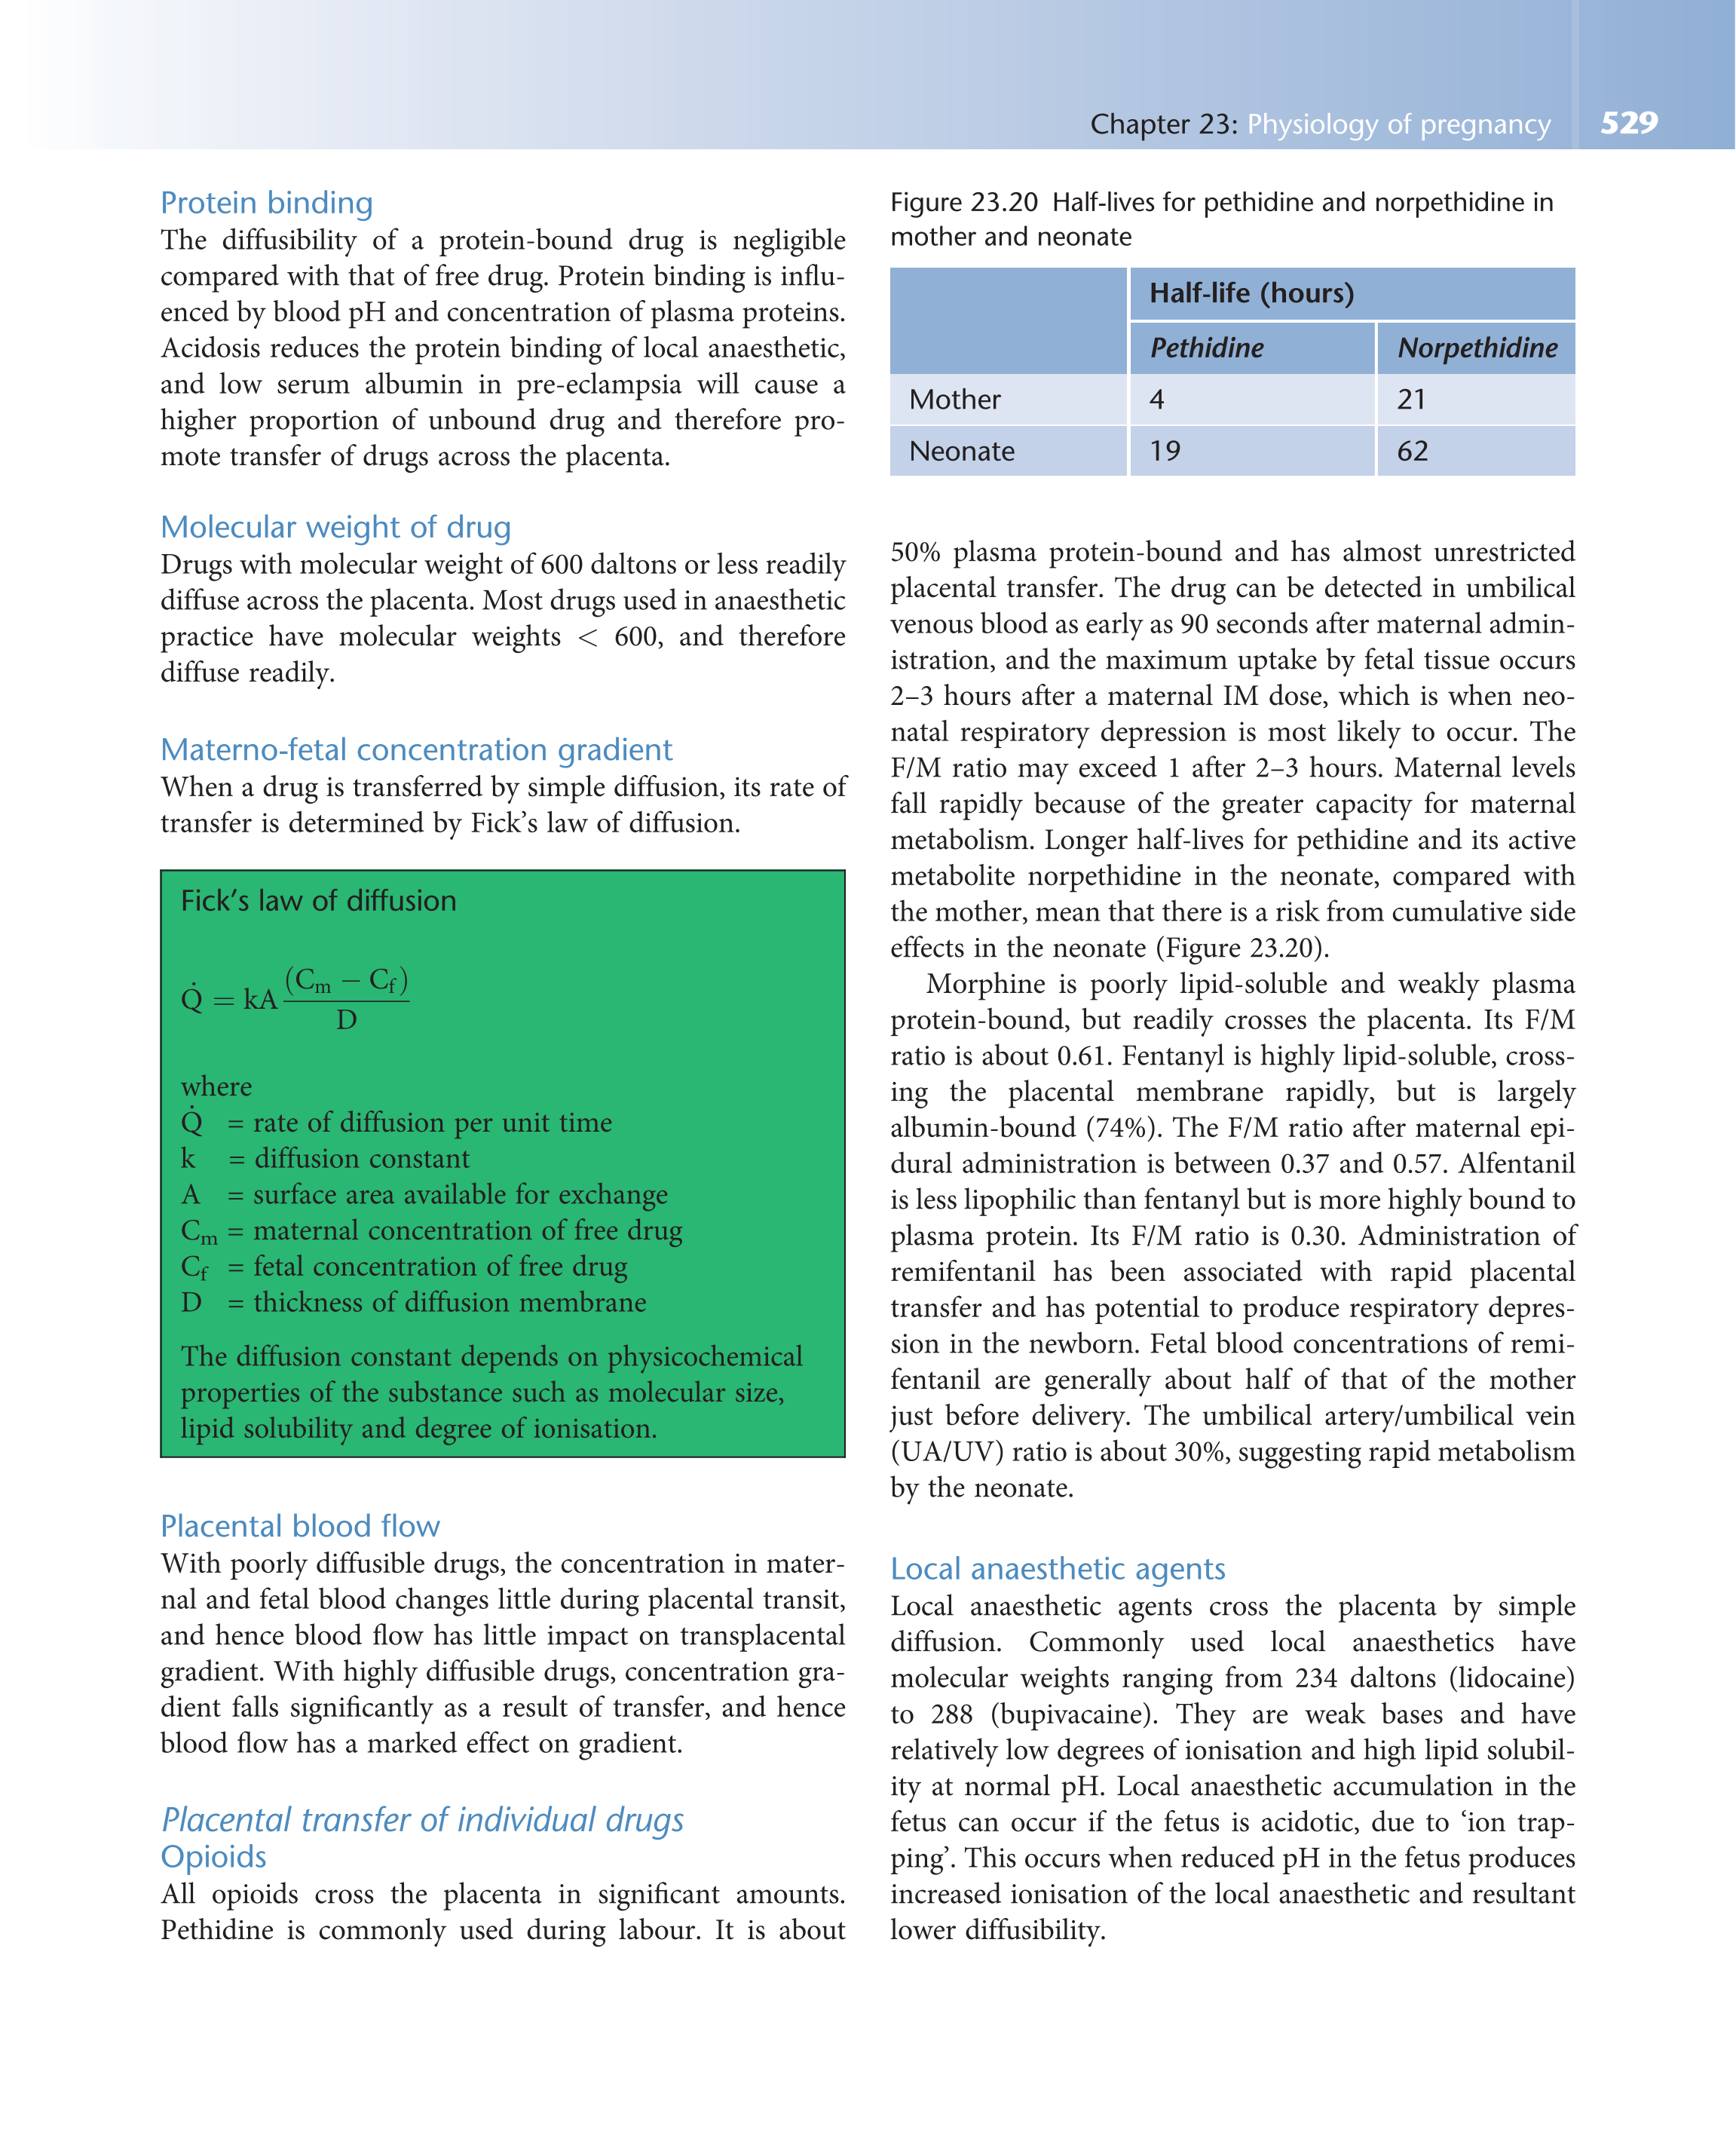 Chapter 23: Physiology of pregnancy 529
Protein binding
The diffusibility of a protein-bound drug is negligible
compared with that of free drug. Protein binding is influ-
enced by blood pH and concentration of plasma proteins.
Acidosis reduces the protein binding of local anaesthetic,
and low serum albumin in pre-eclampsia will cause a
higher proportion of unbound drug and therefore pro-
mote transfer of drugs across the placenta.
Molecular weight of drug
Drugs with molecular weight of 600 daltons or less readily
diffuse across the placenta. Most drugs used in anaesthetic
practice have molecular weights < 600, and therefore
diffuse readily.
Materno-fetal concentration gradient
When a drug is transferred by simple diffusion, its rate of
transfer is determined by Fick’s law of diffusion.
Fick’s law of diffusion
Q̇ = kA (Cm − Cf) / D
where
Q̇ = rate of diffusion per unit time
k = diffusion constant
A = surface area available for exchange
Cm = maternal concentration of free drug
Cf = fetal concentration of free drug
D = thickness of diffusion membrane
The diffusion constant depends on physicochemical
properties of the substance such as molecular size,
lipid solubility and degree of ionisation.
Placental blood flow
With poorly diffusible drugs, the concentration in mater-
nal and fetal blood changes little during placental transit,
and hence blood flow has little impact on transplacental
gradient. With highly diffusible drugs, concentration gra-
dient falls significantly as a result of transfer, and hence
blood flow has a marked effect on gradient.
Placental transfer of individual drugs
Opioids
All opioids cross the placenta in significant amounts.
Pethidine is commonly used during labour. It is about
Figure 23.20 Half-lives for pethidine and norpethidine in
mother and neonate
Half-life (hours)
Pethidine Norpethidine
Mother 4 21
Neonate 19 62
50% plasma protein-bound and has almost unrestricted
placental transfer. The drug can be detected in umbilical
venous blood as early as 90 seconds after maternal admin-
istration, and the maximum uptake by fetal tissue occurs
2–3 hours after a maternal IM dose, which is when neo-
natal respiratory depression is most likely to occur. The
F/M ratio may exceed 1 after 2–3 hours. Maternal levels
fall rapidly because of the greater capacity for maternal
metabolism. Longer half-lives for pethidine and its active
metabolite norpethidine in the neonate, compared with
the mother, mean that there is a risk from cumulative side
effects in the neonate (Figure 23.20).
Morphine is poorly lipid-soluble and weakly plasma
protein-bound, but readily crosses the placenta. Its F/M
ratio is about 0.61. Fentanyl is highly lipid-soluble, cross-
ing the placental membrane rapidly, but is largely
albumin-bound (74%). The F/M ratio after maternal epi-
dural administration is between 0.37 and 0.57. Alfentanil
is less lipophilic than fentanyl but is more highly bound to
plasma protein. Its F/M ratio is 0.30. Administration of
remifentanil has been associated with rapid placental
transfer and has potential to produce respiratory depres-
sion in the newborn. Fetal blood concentrations of remi-
fentanil are generally about half of that of the mother
just before delivery. The umbilical artery/umbilical vein
(UA/UV) ratio is about 30%, suggesting rapid metabolism
by the neonate.
Local anaesthetic agents
Local anaesthetic agents cross the placenta by simple
diffusion. Commonly used local anaesthetics have
molecular weights ranging from 234 daltons (lidocaine)
to 288 (bupivacaine). They are weak bases and have
relatively low degrees of ionisation and high lipid solubil-
ity at normal pH. Local anaesthetic accumulation in the
fetus can occur if the fetus is acidotic, due to ‘ion trap-
ping’. This occurs when reduced pH in the fetus produces
increased ionisation of the local anaesthetic and resultant
lower diffusibility.